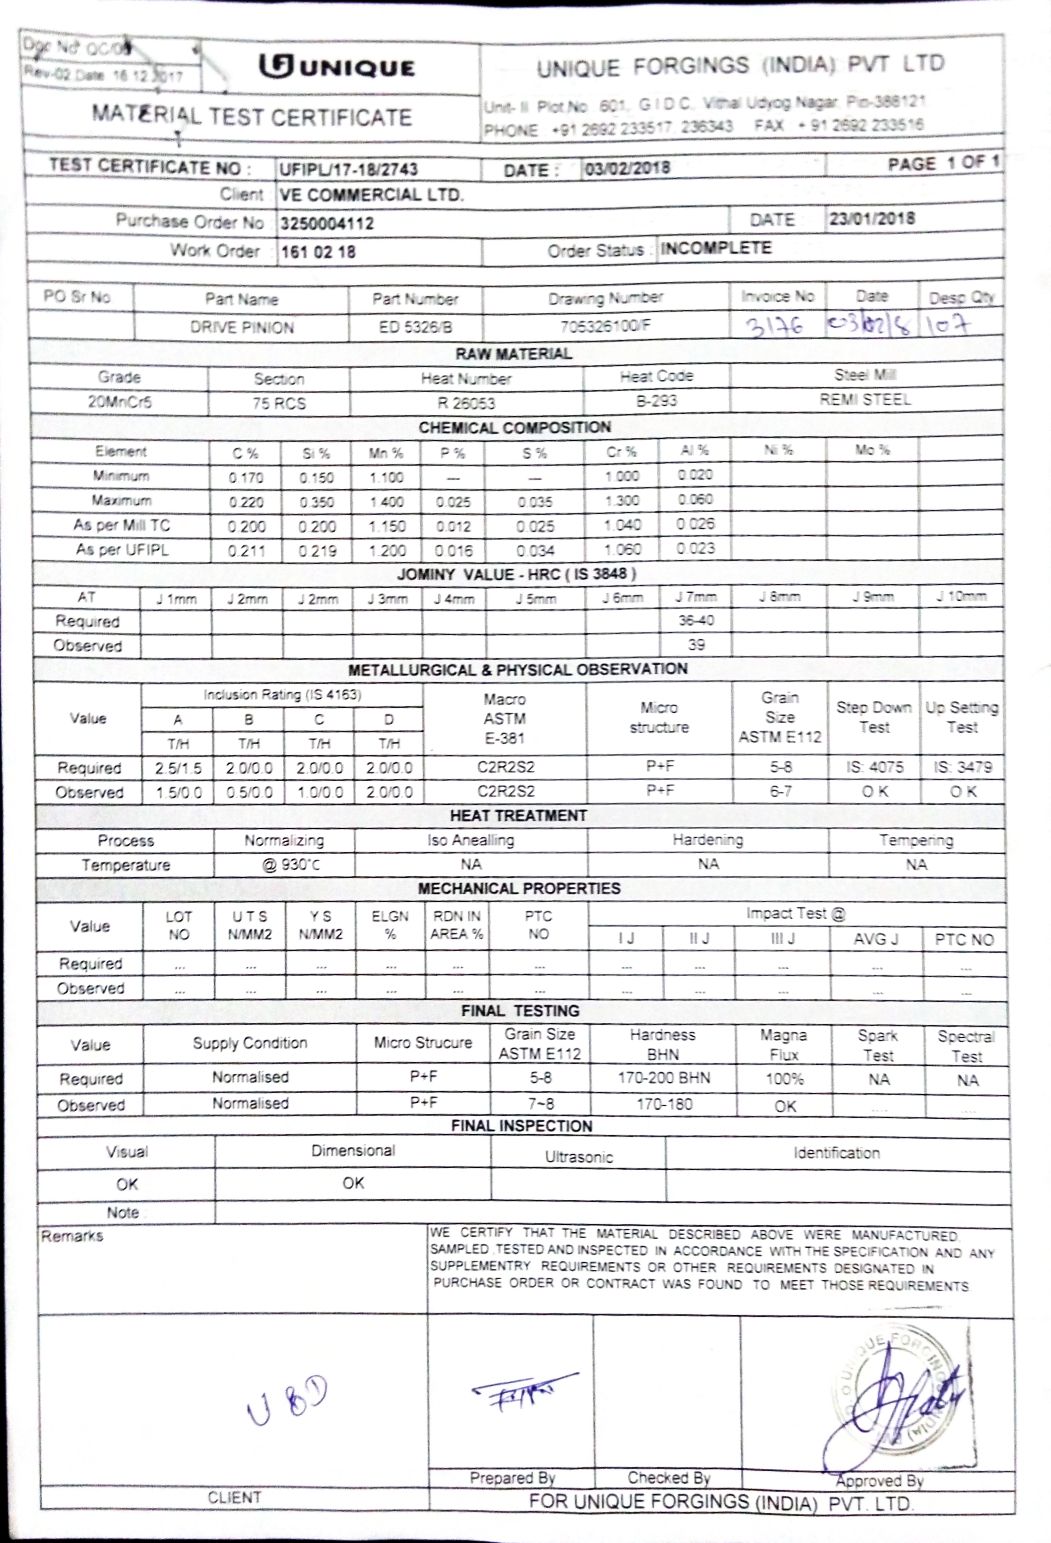 Doc No QC/0
Rev-02 Date 16 12 2017
UNIQUE
MATERIAL TEST CERTIFICATE
UNIQUE FORGINGS (INDIA) PVT LTD
Unit- II Plot No 601, G I D C, Vithal Udyog Nagar, Pin-388121
PHONE +91 2692 233517, 236343 FAX + 91 2692 233516
TEST CERTIFICATE NO : UFIPL/17-18/2743 DATE : 03/02/2018 PAGE 1 OF 1
Client : VE COMMERCIAL LTD.
Purchase Order No 3250004112 DATE 23/01/2018
Work Order : 161 02 18 Order Status : INCOMPLETE
PO Sr No Part Name Part Number Drawing Number Invoice No Date Desp Qty
DRIVE PINION ED 5326/B 705326100/F 3176 03/02/8 107
RAW MATERIAL
Grade Section Heat Number Heat Code Steel Mill
20MnCr5 75 RCS R 26053 B-293 REMI STEEL
CHEMICAL COMPOSITION
Element C % Si % Mn % P % S % Cr % Al % Ni % Mo %
Minimum 0.170 0.150 1.100 --- --- 1.000 0.020
Maximum 0.220 0.350 1.400 0.025 0.035 1.300 0.060
As per Mill TC 0.200 0.200 1.150 0.012 0.025 1.040 0.026
As per UFIPL 0.211 0.219 1.200 0.016 0.034 1.060 0.023
JOMINY VALUE - HRC ( IS 3848 )
AT J 1mm J 2mm J 2mm J 3mm J 4mm J 5mm J 6mm J 7mm J 8mm J 9mm J 10mm
Required 36-40
Observed 39
METALLURGICAL & PHYSICAL OBSERVATION
Value Inclusion Rating (IS 4163) Macro ASTM E-381 Micro structure Grain Size ASTM E112 Step Down Test Up Setting Test
A B C D
T/H T/H T/H T/H
Required 2.5/1.5 2.0/0.0 2.0/0.0 2.0/0.0 C2R2S2 P+F 5-8 IS: 4075 IS: 3479
Observed 1.5/0.0 0.5/0.0 1.0/0.0 2.0/0.0 C2R2S2 P+F 6-7 O K O K
HEAT TREATMENT
Process Normalizing Iso Anealling Hardening Tempering
Temperature @ 930°C NA NA NA
MECHANICAL PROPERTIES
Value LOT NO U T S N/MM2 Y S N/MM2 ELGN % RDN IN AREA % PTC NO Impact Test @
I J II J III J AVG J PTC NO
Required ... ... ... ... ... ... ... ... ... ... ...
Observed ... ... ... ... ... ... ... ... ... ... ...
FINAL TESTING
Value Supply Condition Micro Strucure Grain Size ASTM E112 Hardness BHN Magna Flux Spark Test Spectral Test
Required Normalised P+F 5-8 170-200 BHN 100% NA NA
Observed Normalised P+F 7~8 170-180 OK .... ....
FINAL INSPECTION
Visual Dimensional Ultrasonic Identification
OK OK
Note :
Remarks
WE CERTIFY THAT THE MATERIAL DESCRIBED ABOVE WERE MANUFACTURED,
SAMPLED ,TESTED AND INSPECTED IN ACCORDANCE WITH THE SPECIFICATION AND ANY
SUPPLEMENTRY REQUIREMENTS OR OTHER REQUIREMENTS DESIGNATED IN
PURCHASE ORDER OR CONTRACT WAS FOUND TO MEET THOSE REQUIREMENTS
UBD
UNIQUE FORGINGS (INDIA)
Prepared By Checked By Approved By
CLIENT FOR UNIQUE FORGINGS (INDIA) PVT. LTD.